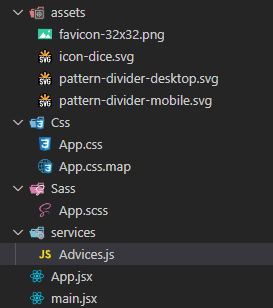 assets
favicon-32x32.png
SVG icon-dice.svg
SVG pattern-divider-desktop.svg
SVG pattern-divider-mobile.svg
Css
App.css
App.css.map
Sass
App.scss
services
JS Advices.js
App.jsx
main.jsx